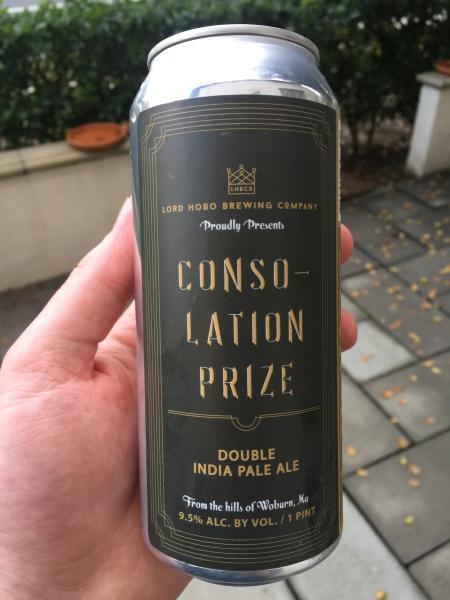 LHBCO
LORD HOBO BREWING COMPANY
Proudly Presents
CONSO-
LATION
PRIZE
DOUBLE
INDIA PALE ALE
From the hills of Woburn, Ma
9.5% ALC. BY VOL. / 1 PINT